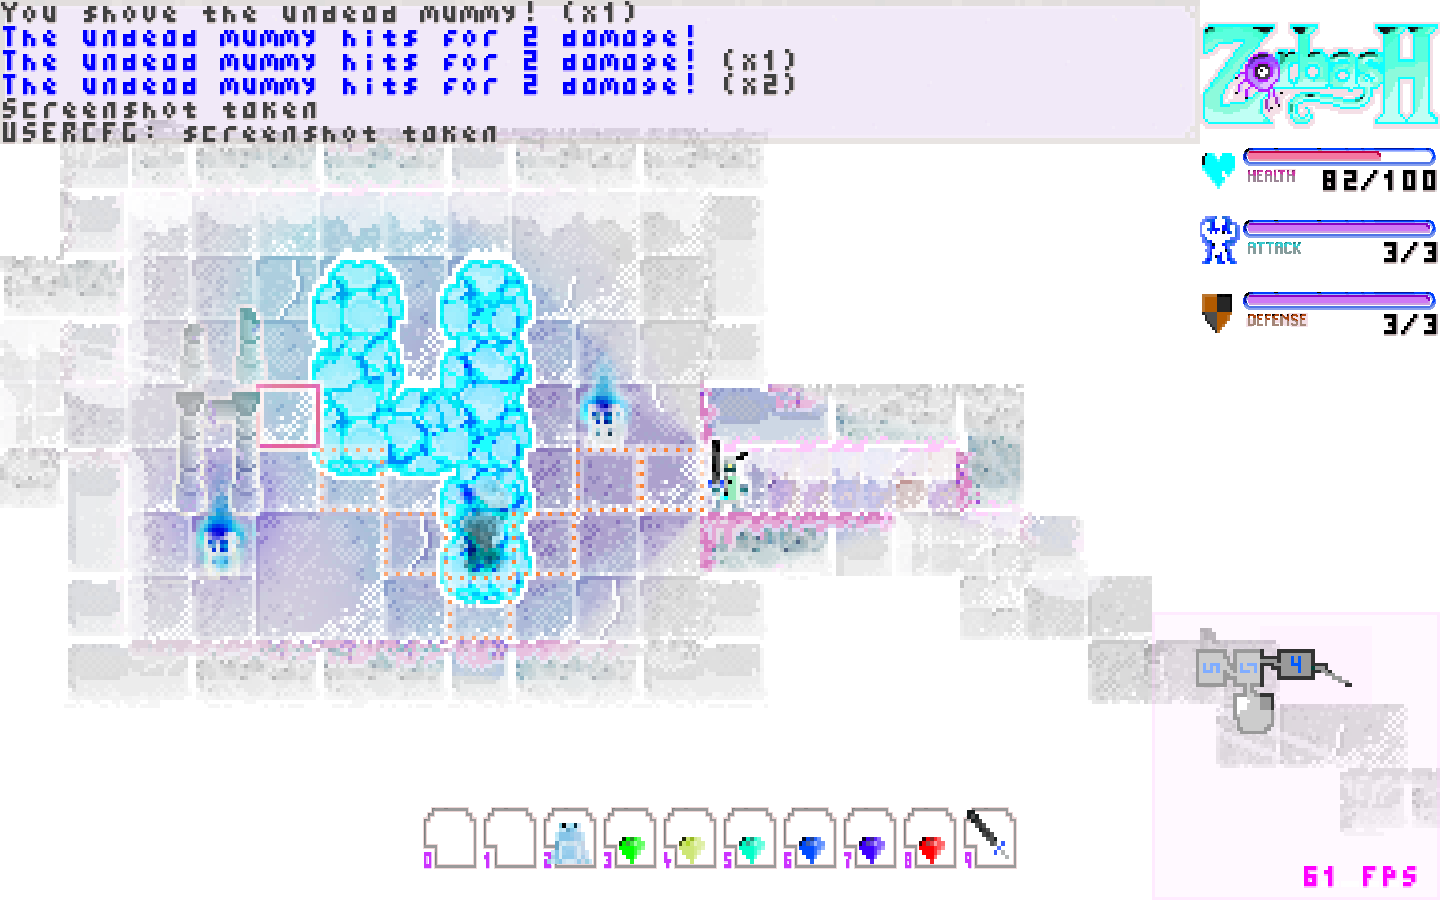 You shove the undead mummy! (x1)
The undead mummy hits for 2 damage!
The undead mummy hits for 2 damage! (x1)
The undead mummy hits for 2 damage! (x2)
Screenshot taken
USERCFG: screenshot taken
ZorbasH
HEALTH 82/100
ATTACK 3/3
DEFENSE 3/3
4
0 1 2 3 4 5 6 7 8 9
61 FPS